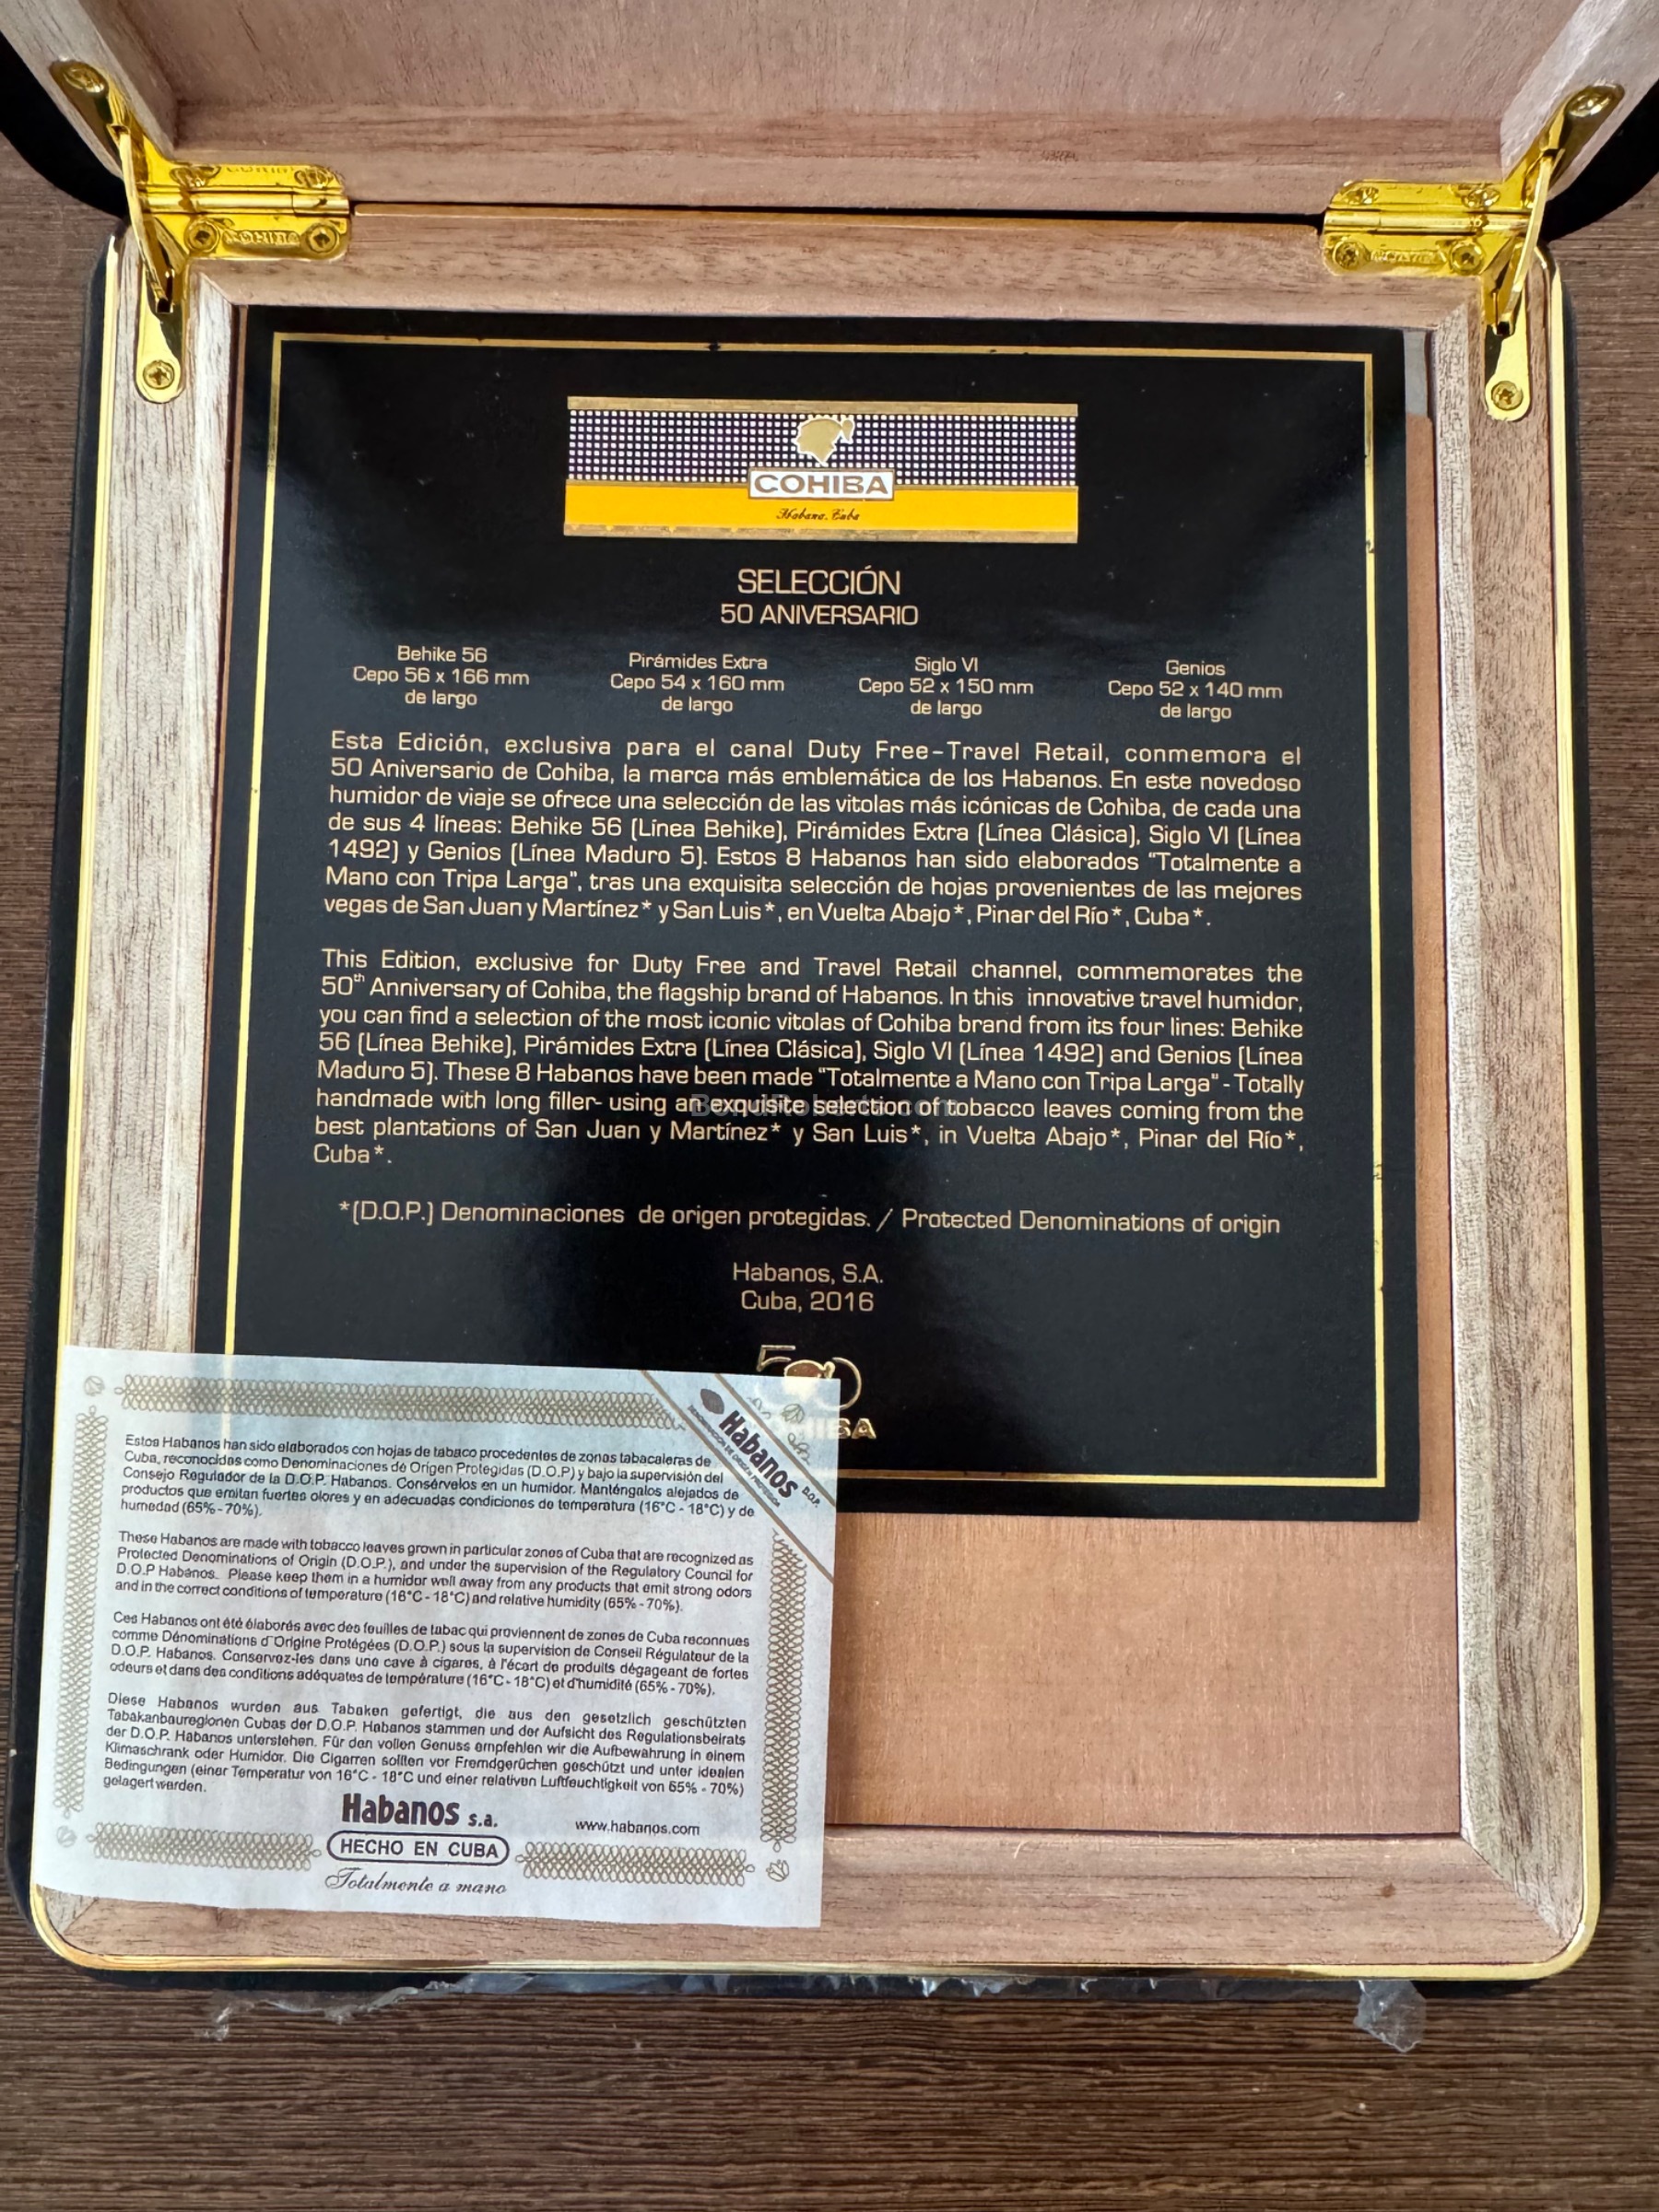 COHIBA
Habana, Cuba
SELECCIÓN
50 ANIVERSARIO
Behike 56
Cepo 56 x 166 mm
de largo
Pirámides Extra
Cepo 54 x 160 mm
de largo
Siglo VI
Cepo 52 x 150 mm
de largo
Genios
Cepo 52 x 140 mm
de largo
Esta Edición, exclusiva para el canal Duty Free-Travel Retail, conmemora el
50 Aniversario de Cohiba, la marca más emblemática de los Habanos. En este novedoso
humidor de viaje se ofrece una selección de las vitolas más icónicas de Cohiba, de cada una
de sus 4 líneas: Behike 56 (Línea Behike), Pirámides Extra (Línea Clásica), Siglo VI (Línea
1492) y Genios (Línea Maduro 5). Estos 8 Habanos han sido elaborados "Totalmente a
Mano con Tripa Larga", tras una exquisita selección de hojas provenientes de las mejores
vegas de San Juan y Martínez* y San Luis*, en Vuelta Abajo*, Pinar del Río*, Cuba*.
This Edition, exclusive for Duty Free and Travel Retail channel, commemorates the
50th Anniversary of Cohiba, the flagship brand of Habanos. In this innovative travel humidor,
you can find a selection of the most iconic vitolas of Cohiba brand from its four lines: Behike
56 (Línea Behike), Pirámides Extra (Línea Clásica), Siglo VI (Línea 1492) and Genios (Línea
Maduro 5). These 8 Habanos have been made "Totalmente a Mano con Tripa Larga" - Totally
handmade with long filler- using an exquisite selection of tobacco leaves coming from the
best plantations of San Juan y Martínez* y San Luis*, in Vuelta Abajo*, Pinar del Río*,
Cuba*.
*(D.O.P.) Denominaciones de origen protegidas. / Protected Denominations of origin
Habanos, S.A.
Cuba, 2016
50
Habanos D.O.P.
DENOMINACIÓN DE ORIGEN PROTEGIDA
Estos Habanos han sido elaborados con hojas de tabaco procedentes de zonas tabacaleras de
Cuba, reconocidas como Denominaciones de Origen Protegidas (D.O.P) y bajo la supervisión del
Consejo Regulador de la D.O.P. Habanos. Consérvelos en un humidor. Manténgalos alejados de
productos que emitan fuertes olores y en adecuadas condiciones de temperatura (16°C - 18°C) y de
humedad (65% - 70%).
These Habanos are made with tobacco leaves grown in particular zones of Cuba that are recognized as
Protected Denominations of Origin (D.O.P.), and under the supervision of the Regulatory Council for
D.O.P Habanos. Please keep them in a humidor well away from any products that emit strong odors
and in the correct conditions of temperature (16°C - 18°C) and relative humidity (65% - 70%).
Ces Habanos ont été élaborés avec des feuilles de tabac qui proviennent de zones de Cuba reconnues
comme Dénominations d'Origine Protégées (D.O.P.) sous la supervision de Conseil Régulateur de la
D.O.P. Habanos. Conservez-les dans une cave à cigares, à l'écart de produits dégageant de fortes
odeurs et dans des conditions adéquates de température (16°C - 18°C) et d'humidité (65% - 70%).
Diese Habanos wurden aus Tabaken gefertigt, die aus den gesetzlich geschützten
Tabakanbauregionen Cubas der D.O.P. Habanos stammen und der Aufsicht des Regulationsbeirats
der D.O.P. Habanos unterstehen. Für den vollen Genuss empfehlen wir die Aufbewahrung in einem
Klimaschrank oder Humidor. Die Cigarren sollten vor Fremdgerüchen geschützt und unter idealen
Bedingungen (einer Temperatur von 16°C - 18°C und einer relativen Luftfeuchtigkeit von 65% - 70%)
gelagert werden.
Habanos s.a.
www.habanos.com
HECHO EN CUBA
Totalmente a mano